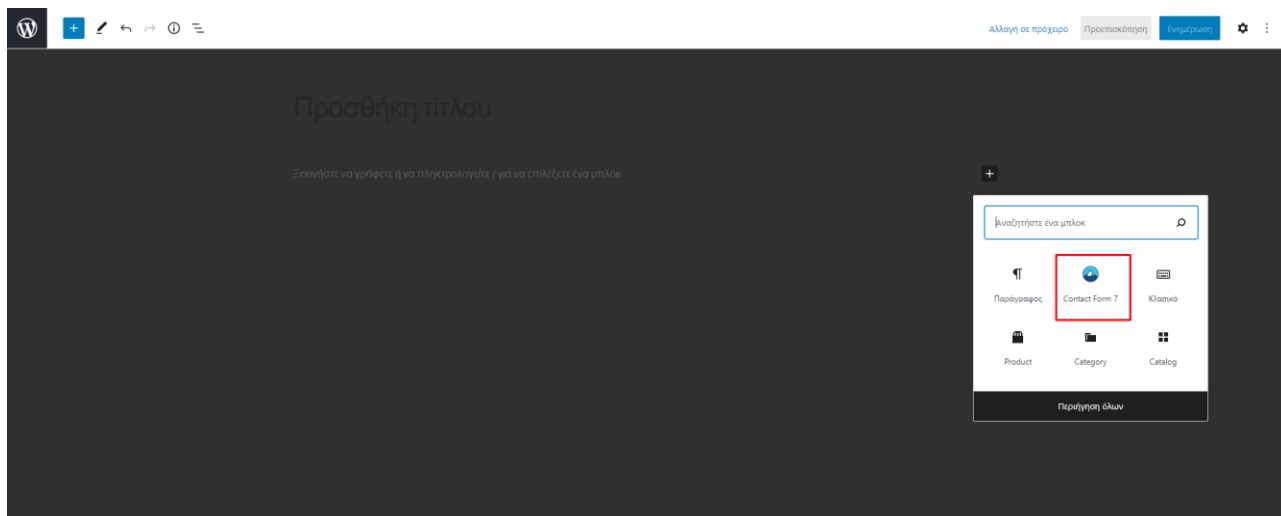 Αλλαγή σε πρόχειρο Προεπισκόπηση Ενημέρωση
Προσθήκη τίτλου
Ξεκινήστε να γράφετε ή να πληκτρολογείτε / για να επιλέξετε ένα μπλοκ
Αναζητήστε ένα μπλοκ
Παράγραφος Contact Form 7 Κλασικό
Product Category Catalog
Περιήγηση όλων